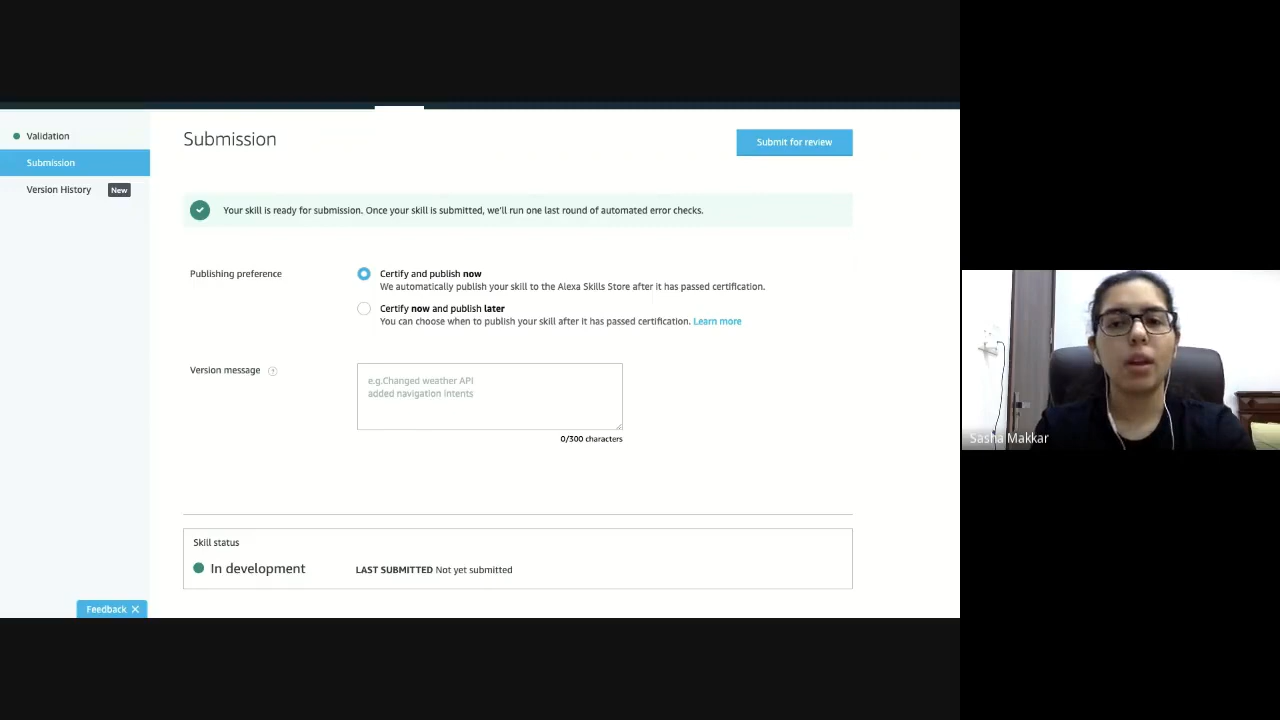 Validation
Submission
Version History New
Submission
Submit for review
Your skill is ready for submission. Once your skill is submitted, we'll run one last round of automated error checks.
Publishing preference
Certify and publish now
We automatically publish your skill to the Alexa Skills Store after it has passed certification.
Certify now and publish later
You can choose when to publish your skill after it has passed certification. Learn more
Version message ?
e.g.Changed weather API
added navigation intents
0/300 characters
Skill status
In development LAST SUBMITTED Not yet submitted
Feedback X
Sasha Makkar